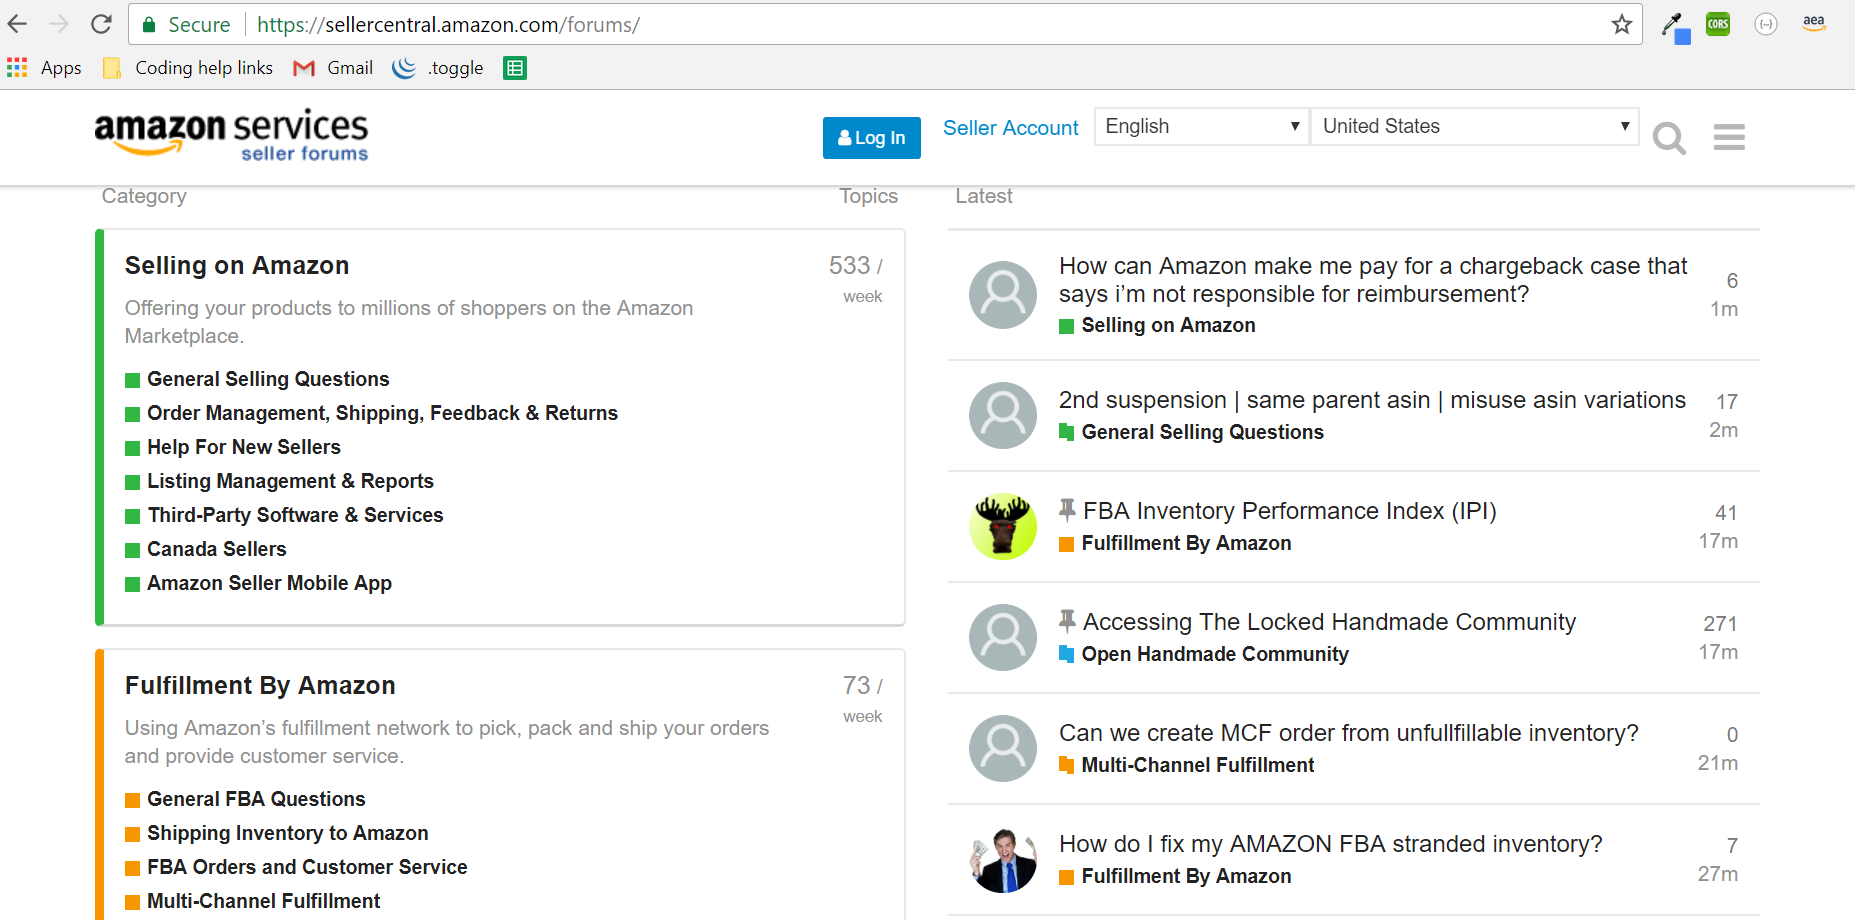 Secure https://sellercentral.amazon.com/forums/
CORS
{--}
aea
Apps Coding help links Gmail .toggle
amazon services
seller forums
Log In Seller Account English ▼ United States ▼
Category Topics
Selling on Amazon 533 /
week
Offering your products to millions of shoppers on the Amazon
Marketplace.
General Selling Questions
Order Management, Shipping, Feedback & Returns
Help For New Sellers
Listing Management & Reports
Third-Party Software & Services
Canada Sellers
Amazon Seller Mobile App
Fulfillment By Amazon 73 /
week
Using Amazon’s fulfillment network to pick, pack and ship your orders
and provide customer service.
General FBA Questions
Shipping Inventory to Amazon
FBA Orders and Customer Service
Multi-Channel Fulfillment
Latest
How can Amazon make me pay for a chargeback case that
says i’m not responsible for reimbursement?
6
1m
Selling on Amazon
2nd suspension | same parent asin | misuse asin variations 17
General Selling Questions 2m
FBA Inventory Performance Index (IPI) 41
Fulfillment By Amazon 17m
Accessing The Locked Handmade Community 271
Open Handmade Community 17m
Can we create MCF order from unfullfillable inventory? 0
Multi-Channel Fulfillment 21m
How do I fix my AMAZON FBA stranded inventory? 7
Fulfillment By Amazon 27m